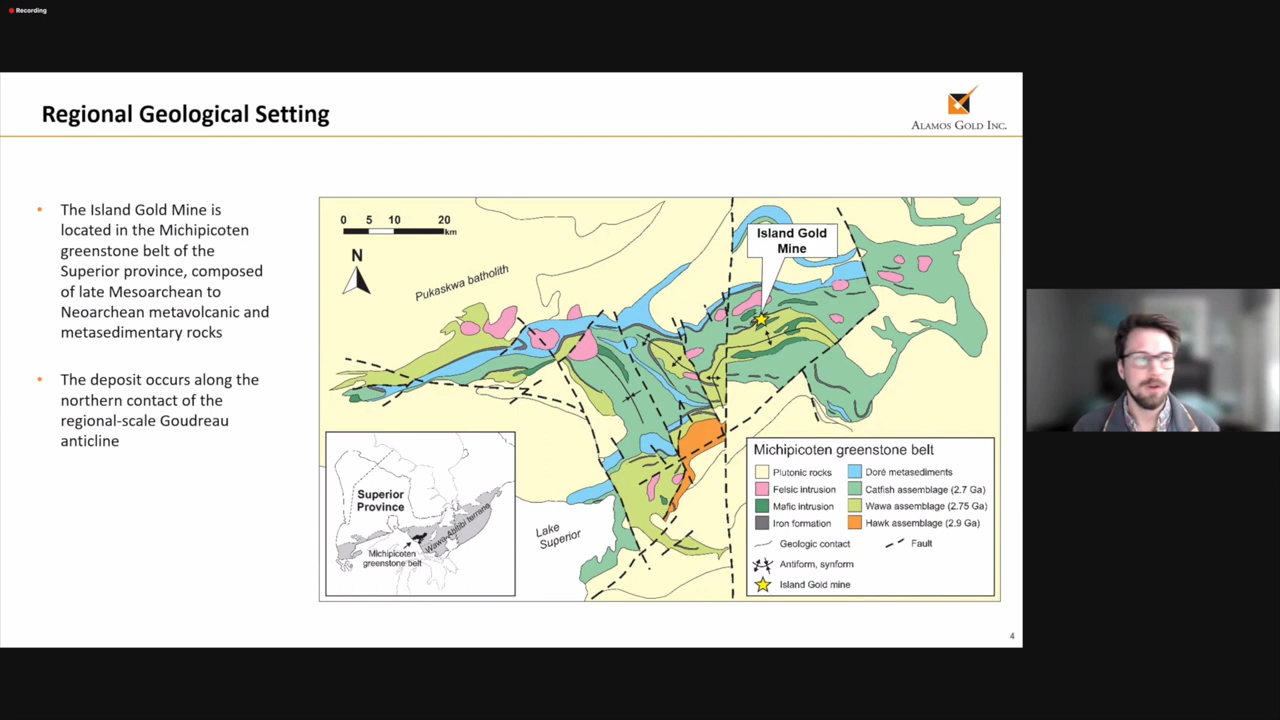 Recording
Regional Geological Setting
ALAMOS GOLD INC.
• The Island Gold Mine is
located in the Michipicoten
greenstone belt of the
Superior province, composed
of late Mesoarchean to
Neoarchean metavolcanic and
metasedimentary rocks
• The deposit occurs along the
northern contact of the
regional-scale Goudreau
anticline
0 5 10 20
km
N
Pukaskwa batholith
Island Gold
Mine
Lake
Superior
Superior
Province
Wawa-Abitibi terrane
Michipicoten
greenstone belt
Michipicoten greenstone belt
Plutonic rocks
Felsic intrusion
Mafic intrusion
Iron formation
Doré metasediments
Catfish assemblage (2.7 Ga)
Wawa assemblage (2.75 Ga)
Hawk assemblage (2.9 Ga)
Geologic contact
Fault
Antiform, synform
Island Gold mine
4